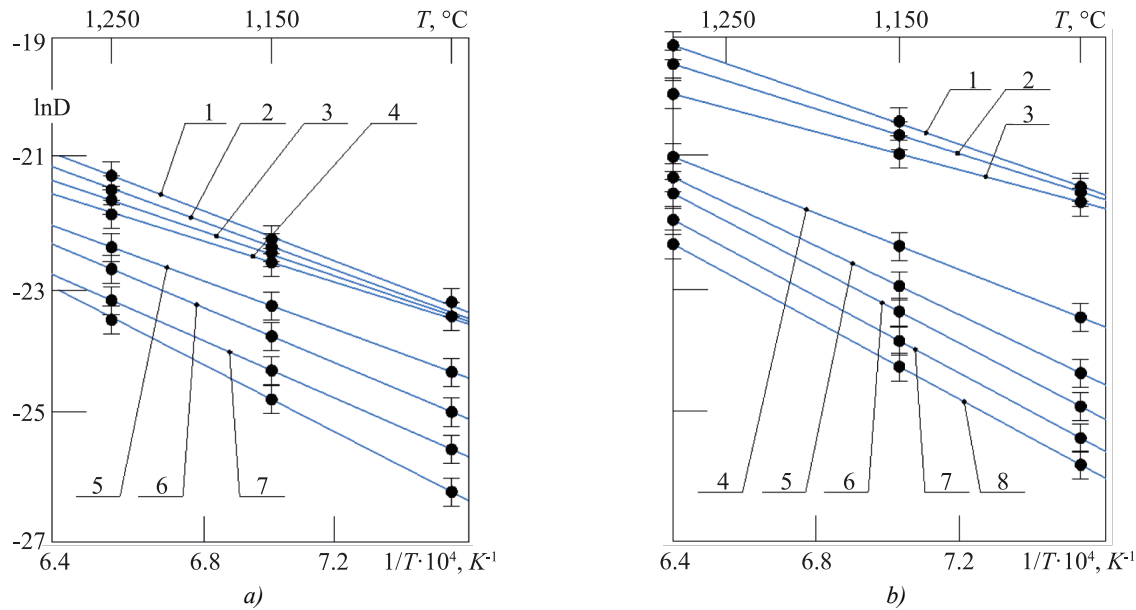 1,250 1,150 T, °C
-19
lnD
1 2 3 4
-21
-23
-25
5 6 7
-27
6.4 6.8 7.2 1/T·10⁴, K⁻¹
a)
1,250 1,150 T, °C
1 2 3
4 5 6 7 8
6.4 6.8 7.2 1/T·10⁴, K⁻¹
b)